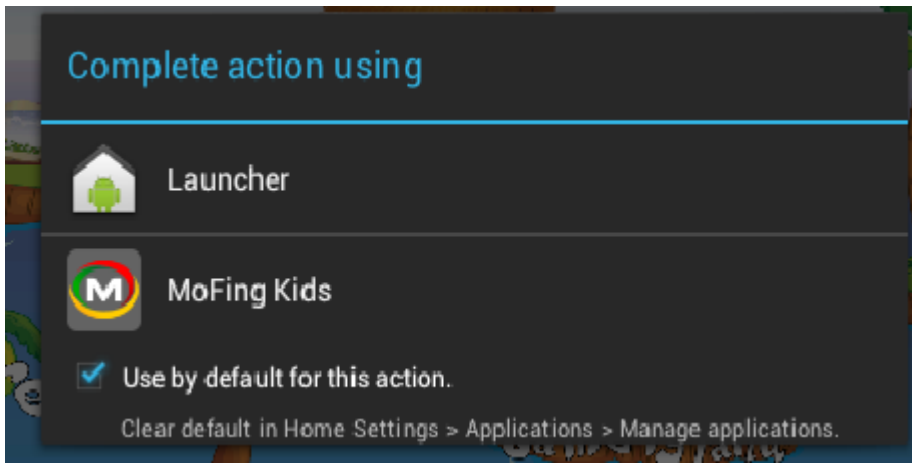 Complete action using
Launcher
M
MoFing Kids
Use by default for this action.
Clear default in Home Settings > Applications > Manage applications.